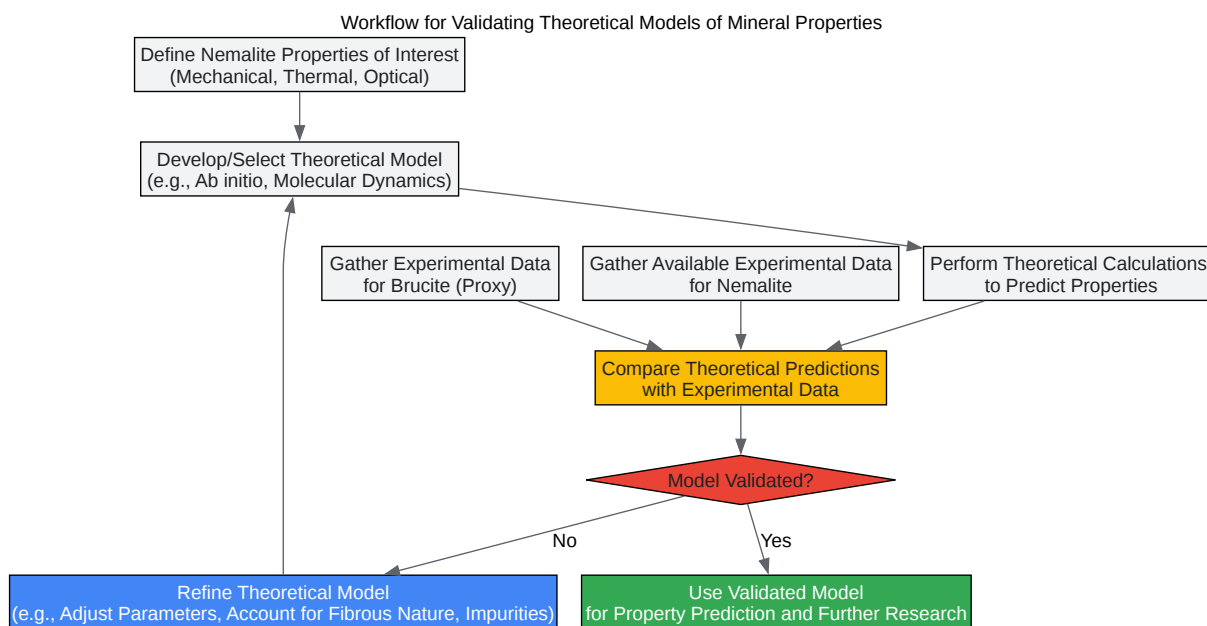 Workflow for Validating Theoretical Models of Mineral Properties
Define Nemalite Properties of Interest
(Mechanical, Thermal, Optical)
Develop/Select Theoretical Model
(e.g., Ab initio, Molecular Dynamics)
Gather Experimental Data
for Brucite (Proxy)
Gather Available Experimental Data
for Nemalite
Perform Theoretical Calculations
to Predict Properties
Compare Theoretical Predictions
with Experimental Data
Model Validated?
No
Yes
Refine Theoretical Model
(e.g., Adjust Parameters, Account for Fibrous Nature, Impurities)
Use Validated Model
for Property Prediction and Further Research